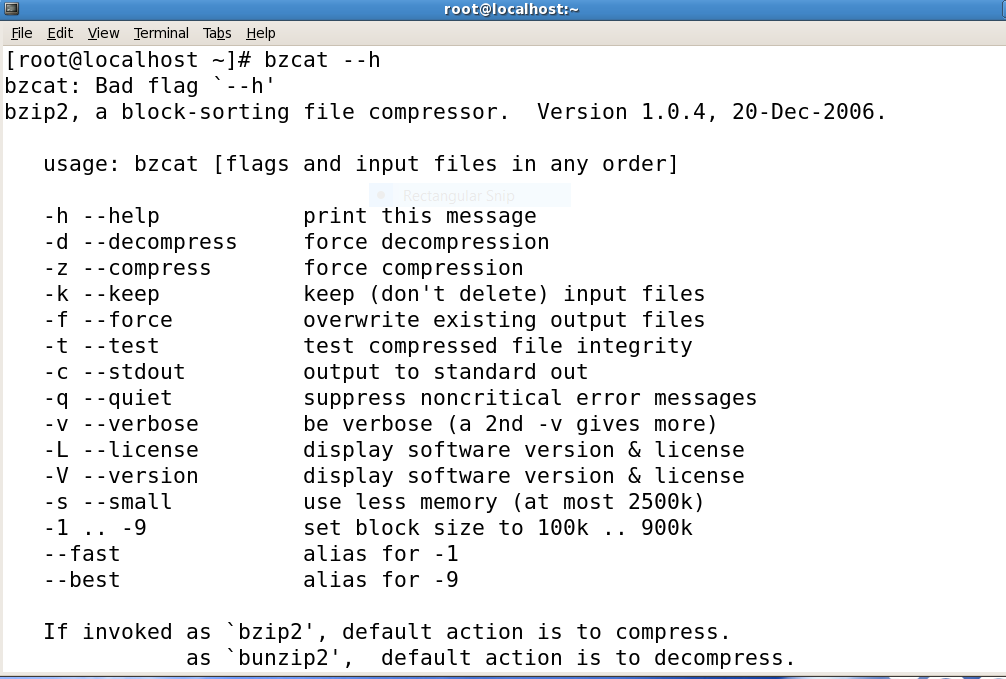 root@localhost:~
File Edit View Terminal Tabs Help
[root@localhost ~]# bzcat --h
bzcat: Bad flag `--h'
bzip2, a block-sorting file compressor.  Version 1.0.4, 20-Dec-2006.
usage: bzcat [flags and input files in any order]
Rectangular Snip
-h --help           print this message
-d --decompress     force decompression
-z --compress       force compression
-k --keep           keep (don't delete) input files
-f --force          overwrite existing output files
-t --test           test compressed file integrity
-c --stdout         output to standard out
-q --quiet          suppress noncritical error messages
-v --verbose        be verbose (a 2nd -v gives more)
-L --license        display software version & license
-V --version        display software version & license
-s --small          use less memory (at most 2500k)
-1 .. -9            set block size to 100k .. 900k
--fast              alias for -1
--best              alias for -9
If invoked as `bzip2', default action is to compress.
as `bunzip2',  default action is to decompress.